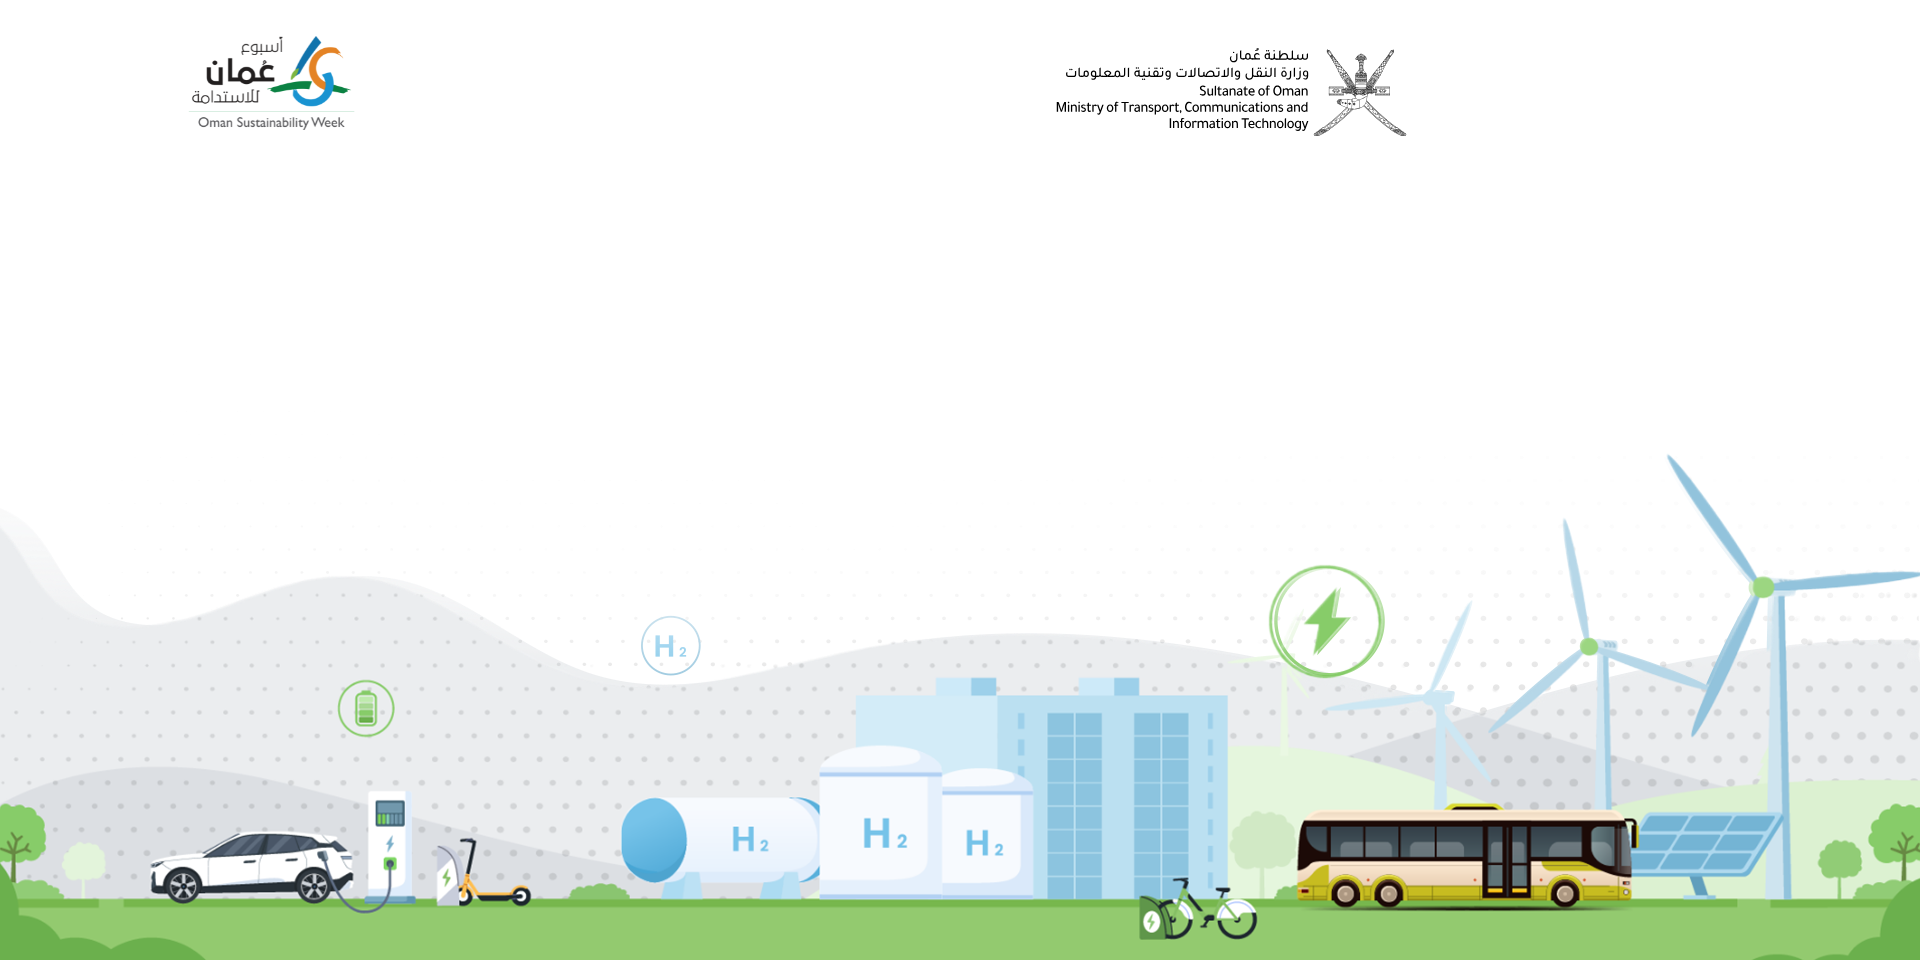 أسبوع
عُمان
للاستدامة
Oman Sustainability Week
سلطنة عُمان
وزارة النقل والاتصالات وتقنية المعلومات
Sultanate of Oman
Ministry of Transport, Communications and
Information Technology
H2
H2
H2
H2